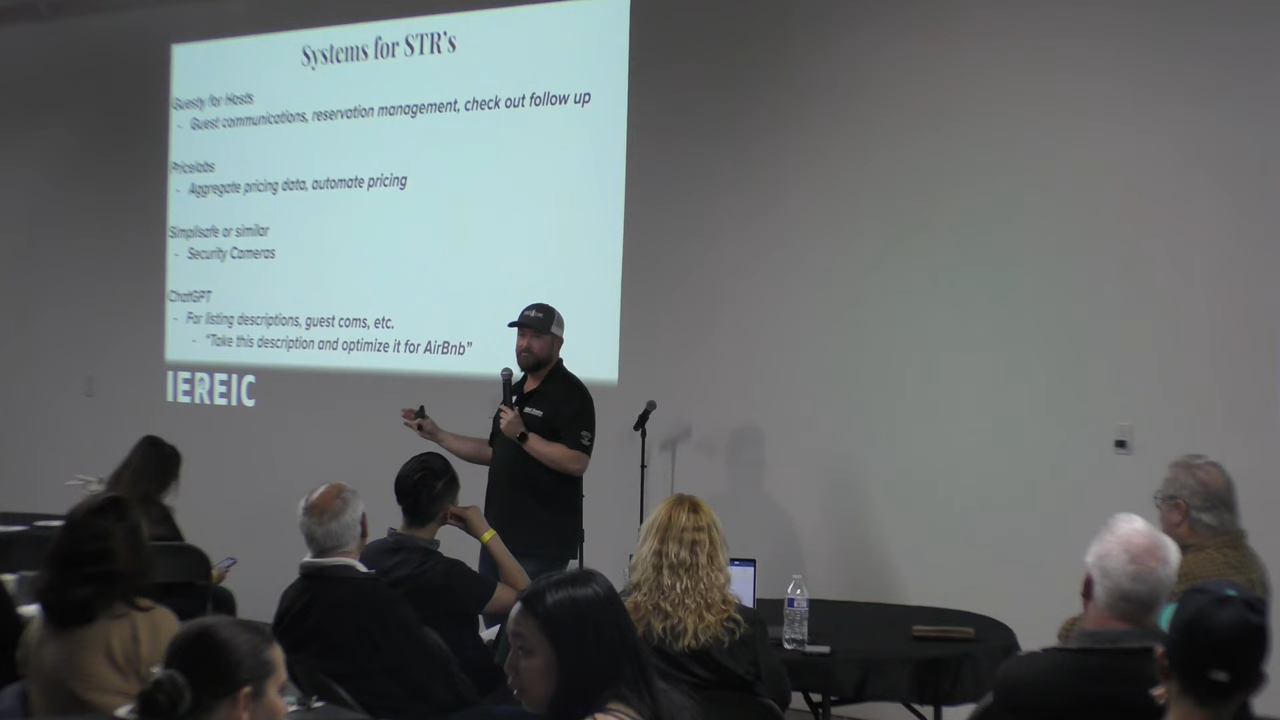 Systems for STR's
Guesty for Hosts
- Guest communications, reservation management, check out follow up
Pricelabs
- Aggregate pricing data, automate pricing
Simplisafe or similar
- Security Cameras
ChatGPT
- For listing descriptions, guest coms, etc.
- "Take this description and optimize it for AirBnb"
IEREIC